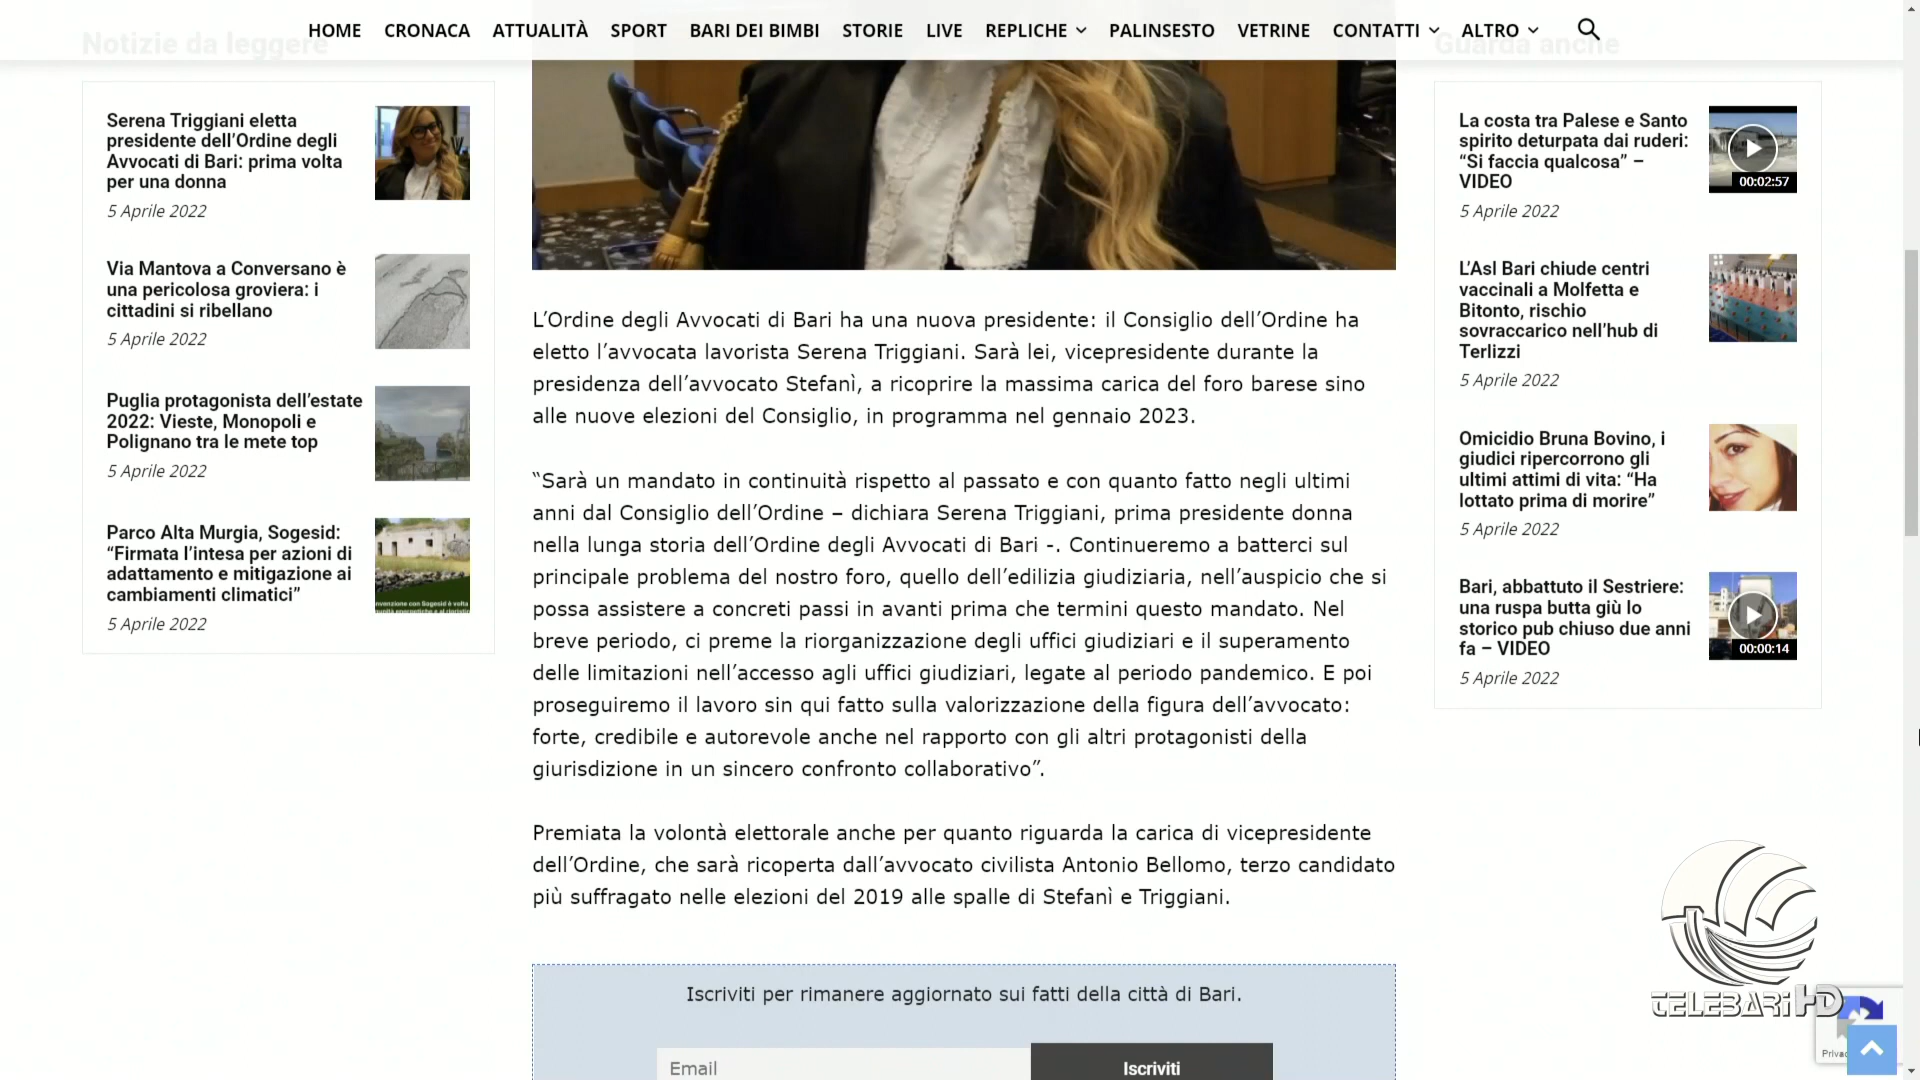 HOME CRONACA ATTUALITÀ SPORT BARI DEI BIMBI STORIE LIVE REPLICHE PALINSESTO VETRINE CONTATTI ALTRO
Notizie da leggere
Serena Triggiani eletta
presidente dell’Ordine degli
Avvocati di Bari: prima volta
per una donna
5 Aprile 2022
Via Mantova a Conversano è
una pericolosa groviera: i
cittadini si ribellano
5 Aprile 2022
Puglia protagonista dell’estate
2022: Vieste, Monopoli e
Polignano tra le mete top
5 Aprile 2022
Parco Alta Murgia, Sogesid:
“Firmata l’intesa per azioni di
adattamento e mitigazione ai
cambiamenti climatici”
5 Aprile 2022
L’Ordine degli Avvocati di Bari ha una nuova presidente: il Consiglio dell’Ordine ha
eletto l’avvocata lavorista Serena Triggiani. Sarà lei, vicepresidente durante la
presidenza dell’avvocato Stefanì, a ricoprire la massima carica del foro barese sino
alle nuove elezioni del Consiglio, in programma nel gennaio 2023.
“Sarà un mandato in continuità rispetto al passato e con quanto fatto negli ultimi
anni dal Consiglio dell’Ordine – dichiara Serena Triggiani, prima presidente donna
nella lunga storia dell’Ordine degli Avvocati di Bari -. Continueremo a batterci sul
principale problema del nostro foro, quello dell’edilizia giudiziaria, nell’auspicio che si
possa assistere a concreti passi in avanti prima che termini questo mandato. Nel
breve periodo, ci preme la riorganizzazione degli uffici giudiziari e il superamento
delle limitazioni nell’accesso agli uffici giudiziari, legate al periodo pandemico. E poi
proseguiremo il lavoro sin qui fatto sulla valorizzazione della figura dell’avvocato:
forte, credibile e autorevole anche nel rapporto con gli altri protagonisti della
giurisdizione in un sincero confronto collaborativo”.
Premiata la volontà elettorale anche per quanto riguarda la carica di vicepresidente
dell’Ordine, che sarà ricoperta dall’avvocato civilista Antonio Bellomo, terzo candidato
più suffragato nelle elezioni del 2019 alle spalle di Stefanì e Triggiani.
Iscriviti per rimanere aggiornato sui fatti della città di Bari.
Email
Iscriviti
Guarda anche
La costa tra Palese e Santo
spirito deturpata dai ruderi:
“Si faccia qualcosa” –
VIDEO
00:02:57
5 Aprile 2022
L’Asl Bari chiude centri
vaccinali a Molfetta e
Bitonto, rischio
sovraccarico nell’hub di
Terlizzi
5 Aprile 2022
Omicidio Bruna Bovino, i
giudici ripercorrono gli
ultimi attimi di vita: “Ha
lottato prima di morire”
5 Aprile 2022
Bari, abbattuto il Sestriere:
una ruspa butta giù lo
storico pub chiuso due anni
fa – VIDEO
00:00:14
5 Aprile 2022
TELEBARI HD